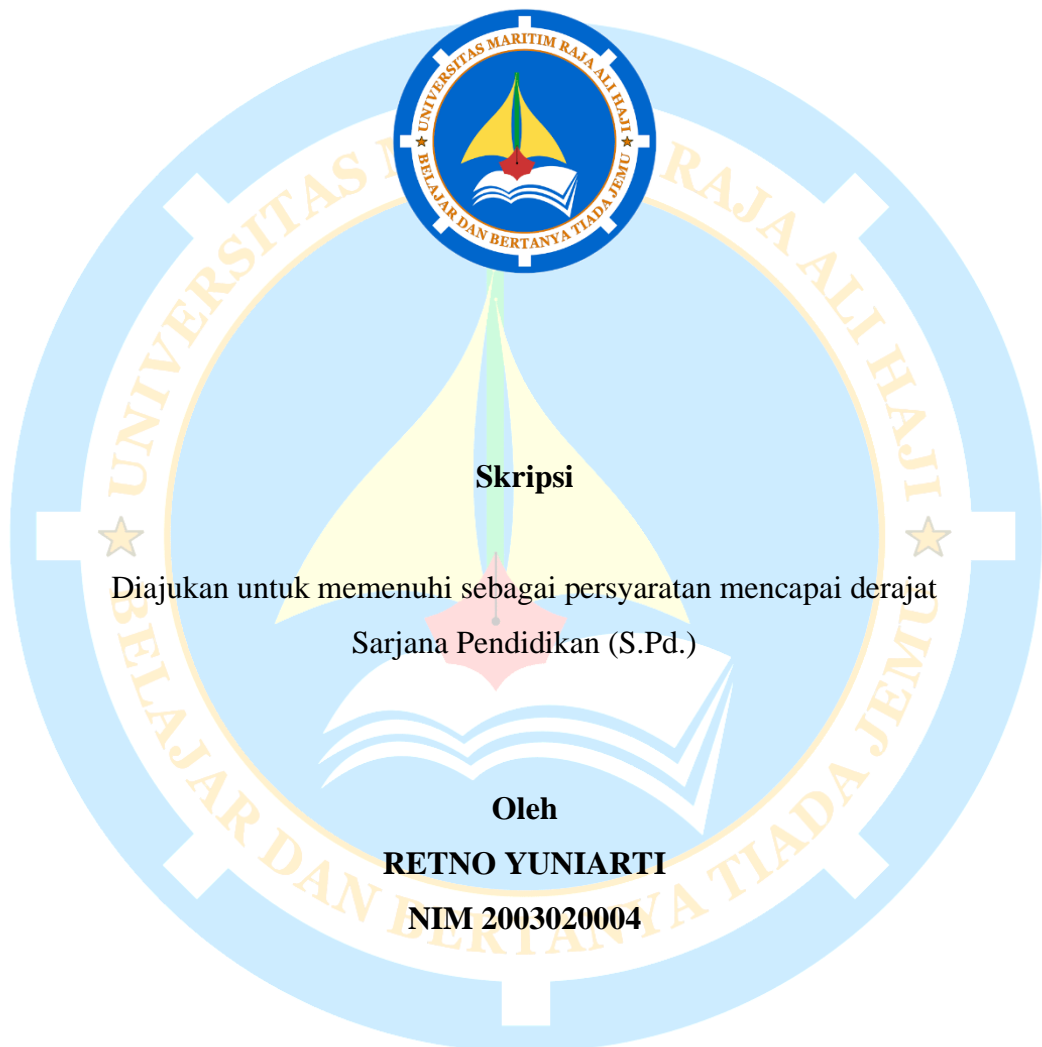 UNIVERSITAS MARITIM RAJA ALI HAJI
BELAJAR DAN BERTANYA TIADA JEMU
Skripsi
Diajukan untuk memenuhi sebagai persyaratan mencapai derajat
Sarjana Pendidikan (S.Pd.)
Oleh
RETNO YUNIARTI
NIM 2003020004